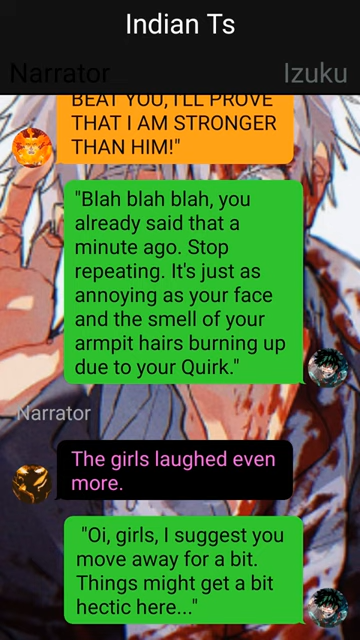 Indian Ts
Narrator
Izuku
BEAT YOU, I'LL PROVE
THAT I AM STRONGER
THAN HIM!"
"Blah blah blah, you
already said that a
minute ago. Stop
repeating. It's just as
annoying as your face
and the smell of your
armpit hairs burning up
due to your Quirk."
Narrator
The girls laughed even
more.
"Oi, girls, I suggest you
move away for a bit.
Things might get a bit
hectic here..."